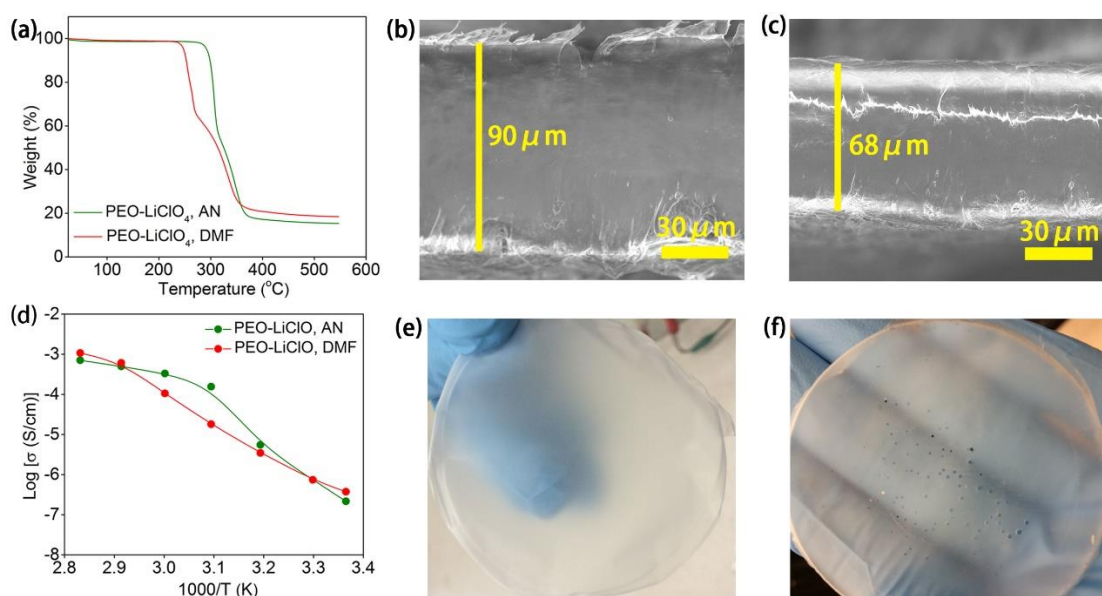 (a)
100
80
60
40
20
0
Weight (%)
PEO-LiClO₄, AN
PEO-LiClO₄, DMF
0 100 200 300 400 500 600
Temperature (°C)
(b)
90 μm
30 μm
(c)
68 μm
30 μm
(d)
-2
-3
-4
-5
-6
-7
-8
Log [σ (S/cm)]
PEO-LiClO, AN
PEO-LiClO, DMF
2.8 2.9 3.0 3.1 3.2 3.3 3.4
1000/T (K)
(e)
(f)